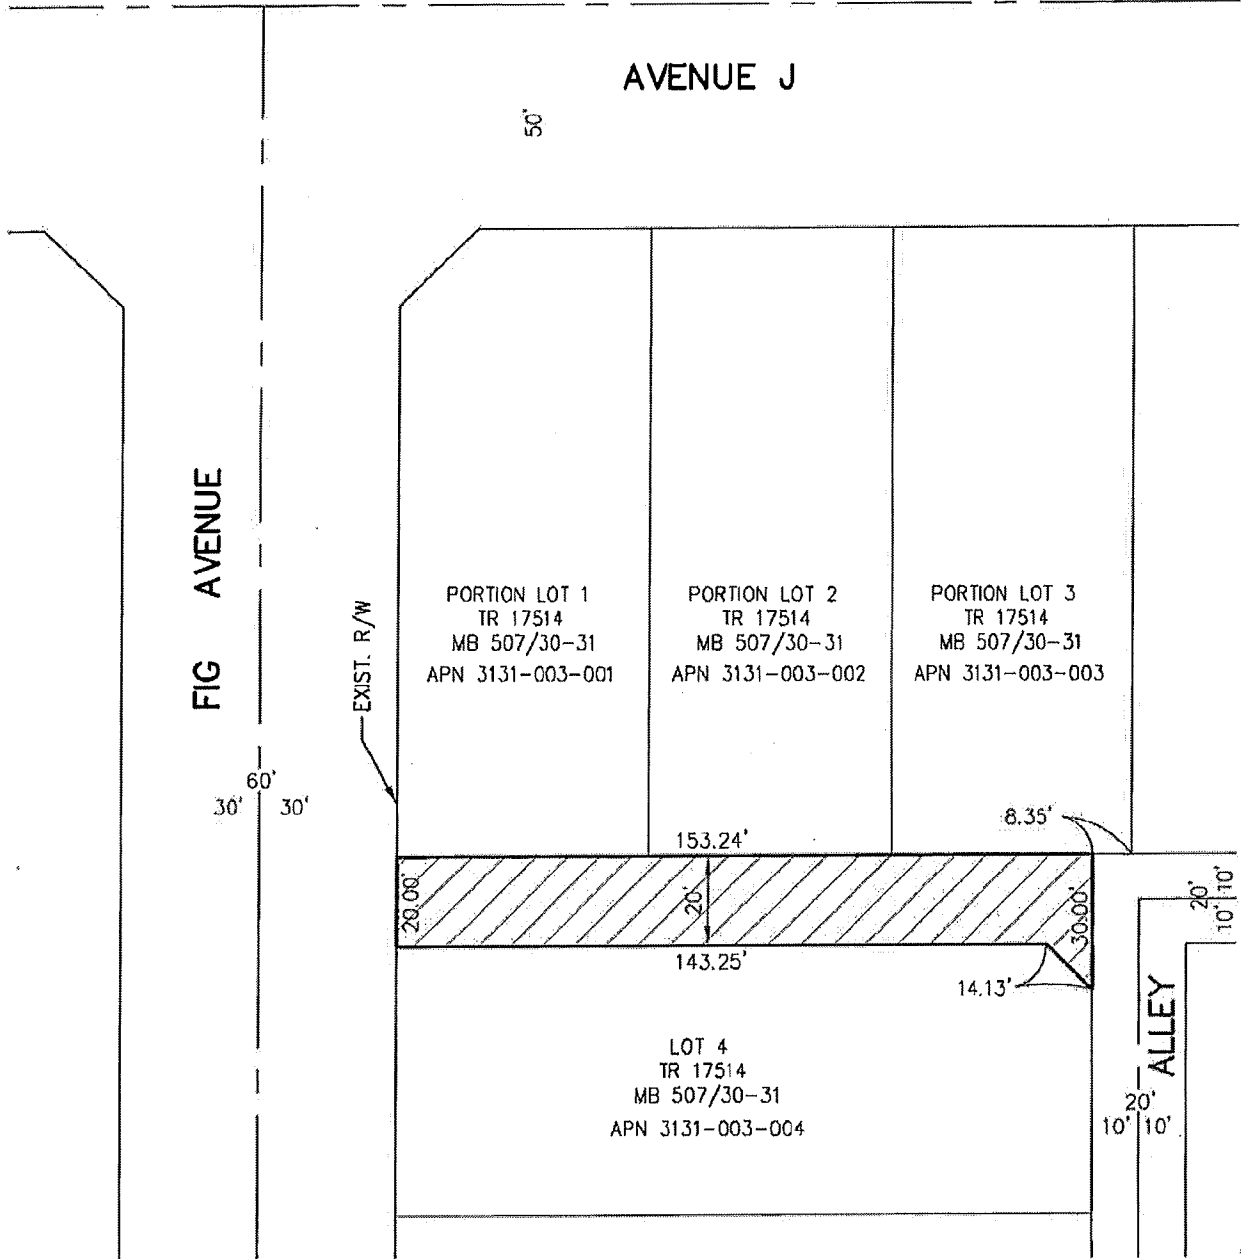 AVENUE J
50'
FIG AVENUE
EXIST. R/W
PORTION LOT 1
TR 17514
MB 507/30-31
APN 3131-003-001
PORTION LOT 2
TR 17514
MB 507/30-31
APN 3131-003-002
PORTION LOT 3
TR 17514
MB 507/30-31
APN 3131-003-003
60'
30' 30'
8.35'
153.24'
20.00'
20'
30.00'
20'
10' 10'
143.25'
14.13'
ALLEY
LOT 4
TR 17514
MB 507/30-31
APN 3131-003-004
20'
10' 10'